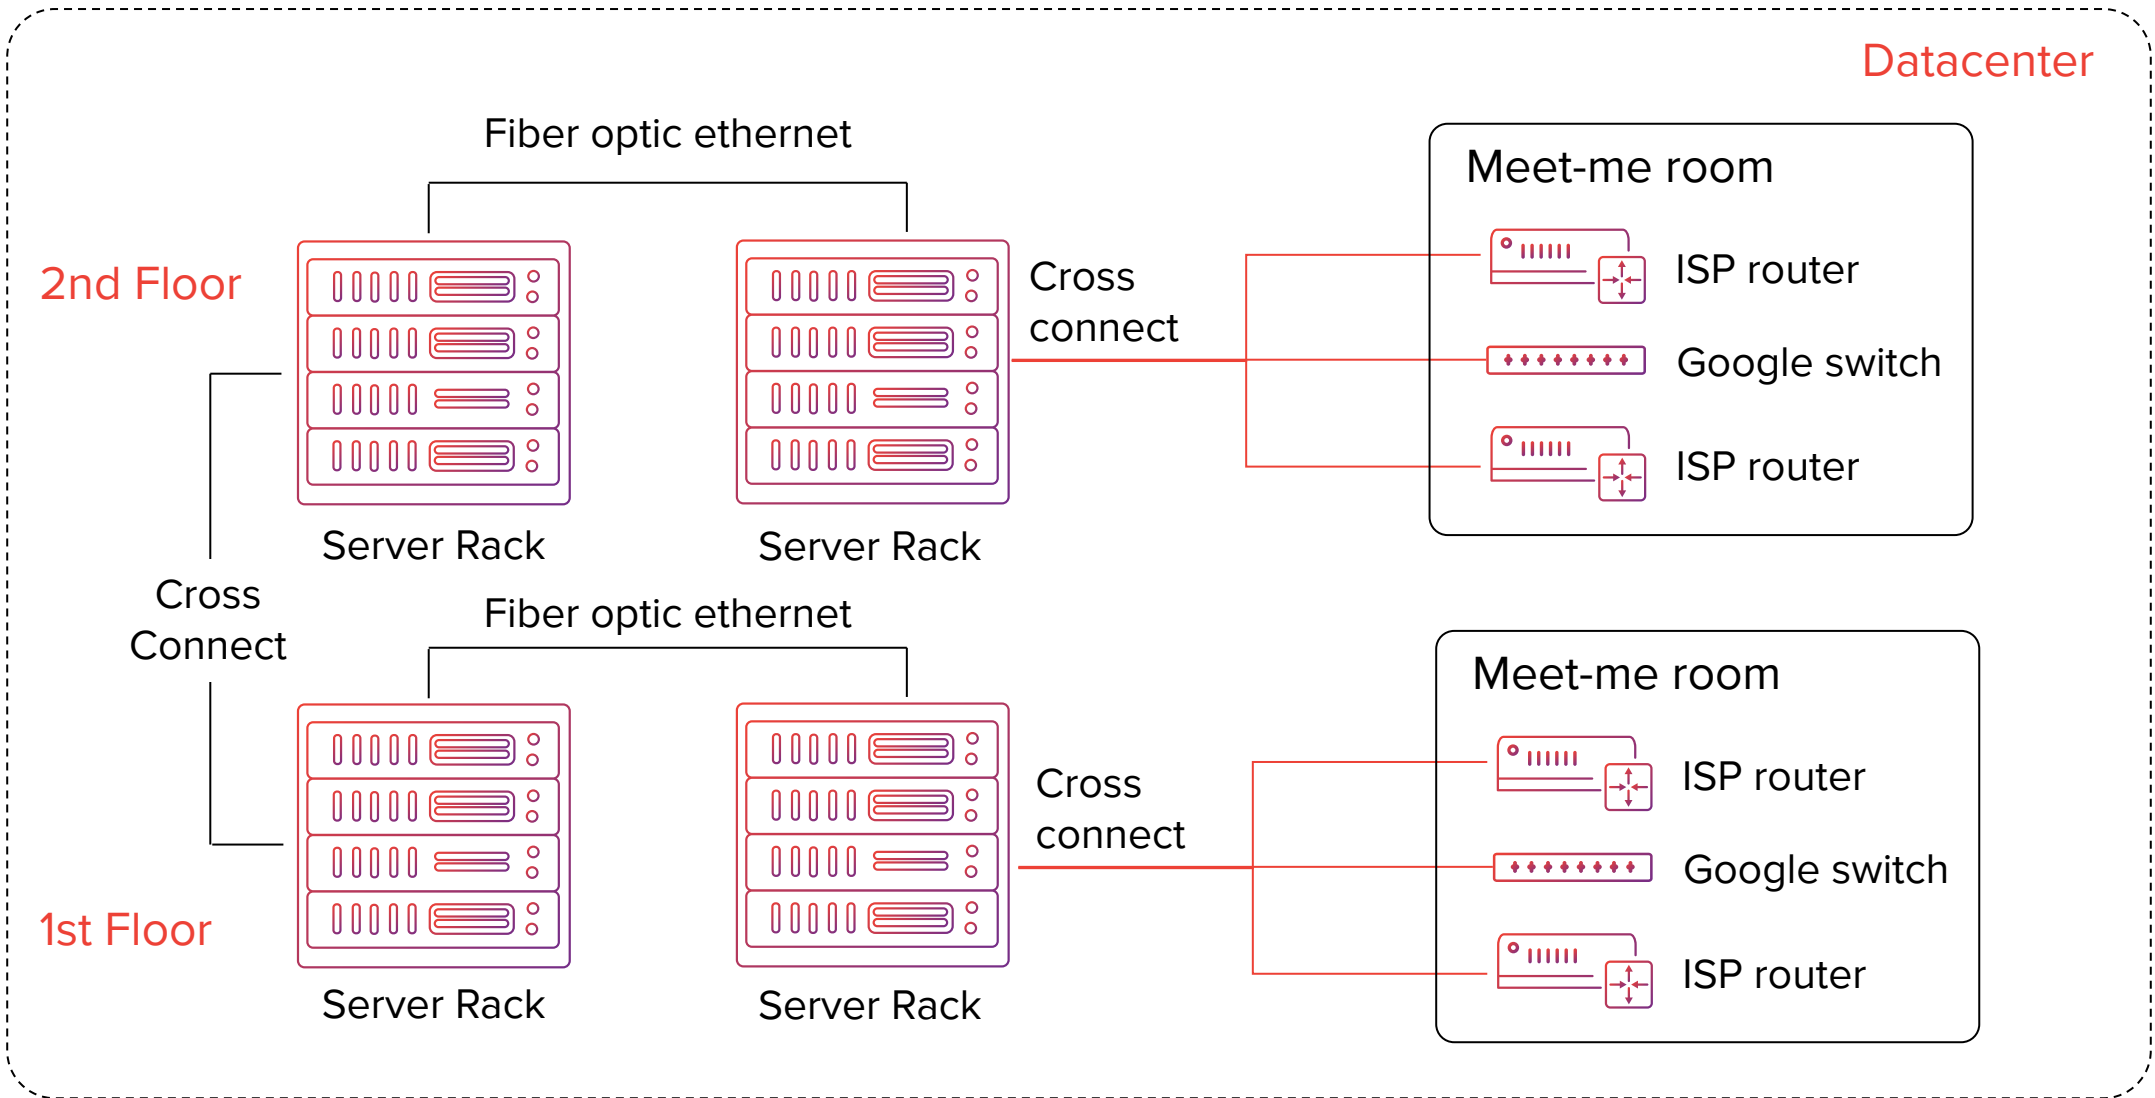 Datacenter
Fiber optic ethernet
Meet-me room
2nd Floor
Cross
connect
ISP router
Google switch
ISP router
Server Rack
Server Rack
Cross
Connect
Fiber optic ethernet
Meet-me room
Cross
connect
ISP router
Google switch
ISP router
1st Floor
Server Rack
Server Rack